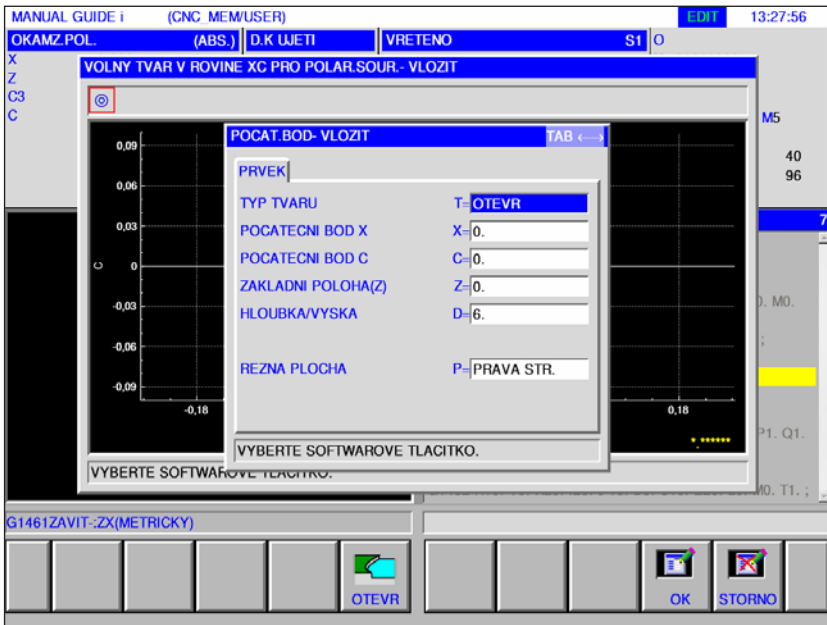 MANUAL GUIDE i (CNC_MEM/USER) EDIT 13:27:56
OKAMZ.POL. (ABS.) D.K UJETI VRETENO S1 O
X
Z
C3
C
M5
40
96
7
VOLNY TVAR V ROVINE XC PRO POLAR.SOUR.- VLOZIT
POCAT.BOD- VLOZIT TAB ←→
PRVEK
TYP TVARU T=OTEVR
POCATECNI BOD X X=0.
POCATECNI BOD C C=0.
ZAKLADNI POLOHA(Z) Z=0.
HLOUBKA/VYSKA D=6.
REZNA PLOCHA P=PRAVA STR.
VYBERTE SOFTWAROVE TLACITKO.
0,09
0,06
0,03
C 0
-0,03
-0,06
-0,09
-0,18 0,18
*.******
VYBERTE SOFTWAROVE TLACITKO.
0. M0.
;
P1. Q1.
M0. T1. ;
G1461ZAVIT-:ZX(METRICKY)
OTEVR OK STORNO